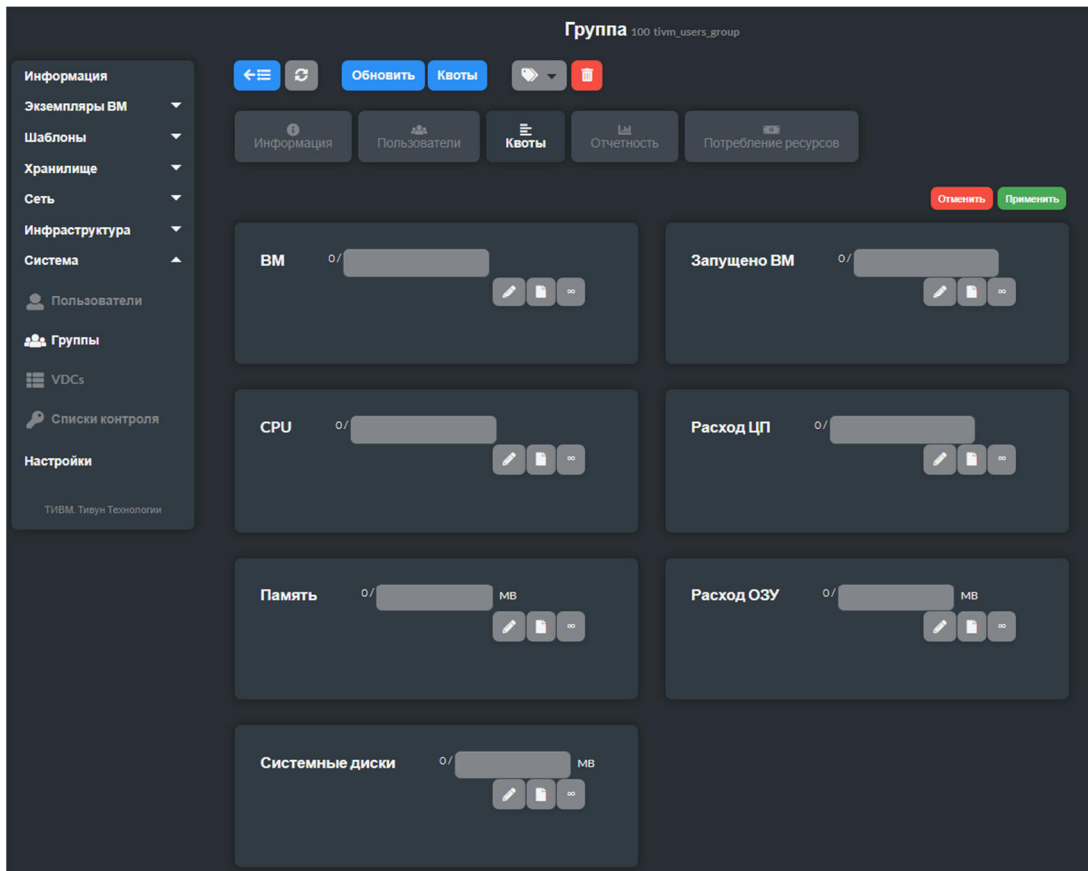 Группа 100 tivm_users_group
Информация
Экземпляры ВМ
Шаблоны
Хранилище
Сеть
Инфраструктура
Система
Пользователи
Группы
VDCs
Списки контроля
Настройки
ТИВМ. Тивун Технологии
Обновить Квоты
Информация Пользователи Квоты Отчетность Потребление ресурсов
Отменить Применить
ВМ 0 /
∞
Запущено ВМ 0 /
∞
CPU 0 /
∞
Расход ЦП 0 /
∞
Память 0 / MB
∞
Расход ОЗУ 0 / MB
∞
Системные диски 0 / MB
∞